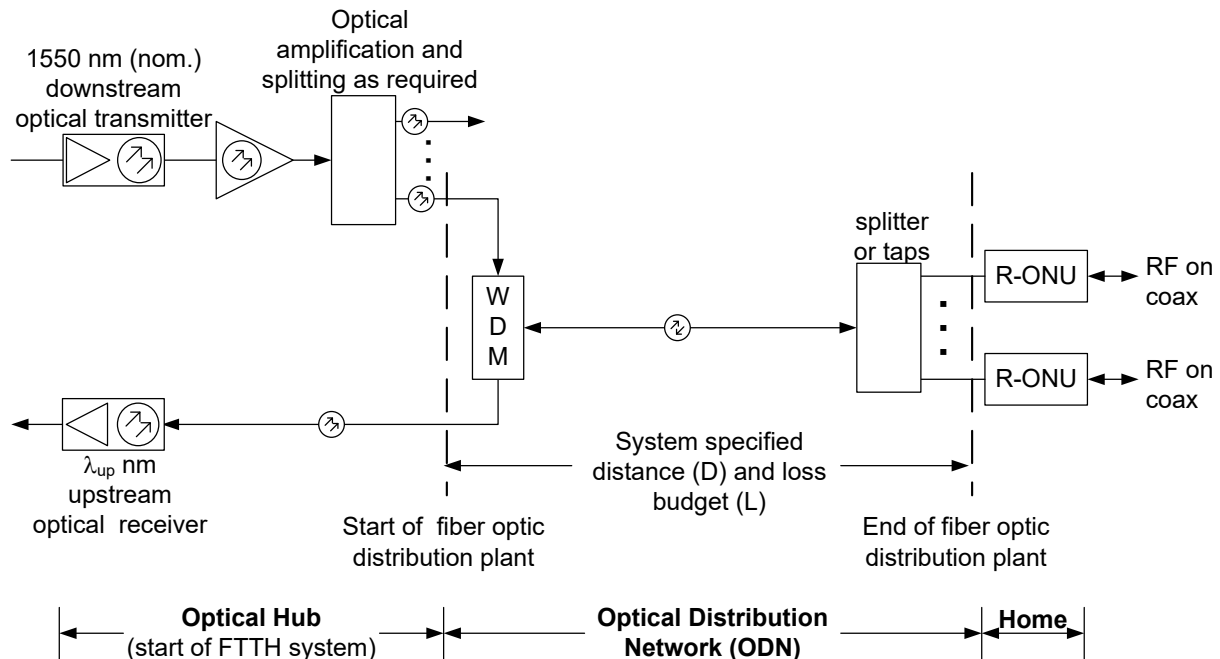 Optical
amplification and
splitting as required
1550 nm (nom.)
downstream
optical transmitter
splitter
or taps
R-ONU
RF on
coax
W
D
M
R-ONU
RF on
coax
λup nm
upstream
optical receiver
System specified
distance (D) and loss
budget (L)
Start of fiber optic
distribution plant
End of fiber optic
distribution plant
Optical Hub
(start of FTTH system)
Optical Distribution
Network (ODN)
Home